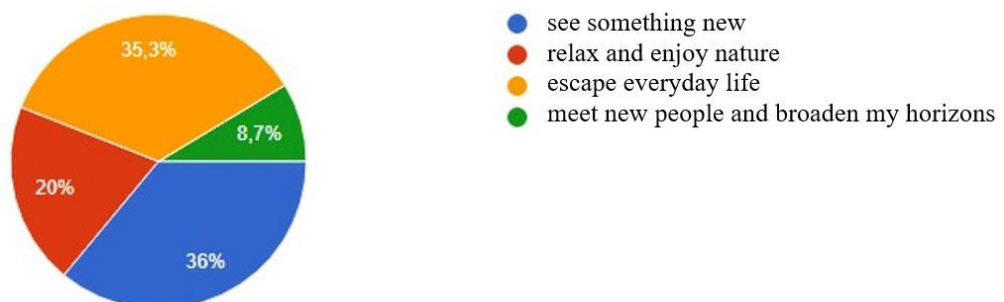 35,3%
8,7%
20%
36%
see something new
relax and enjoy nature
escape everyday life
meet new people and broaden my horizons